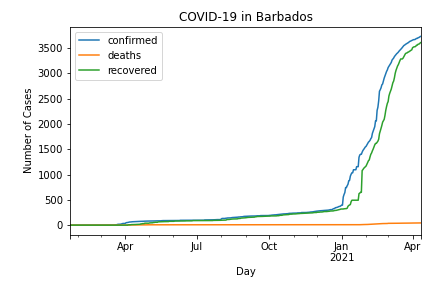 COVID-19 in Barbados
confirmed
deaths
recovered
Number of Cases
3500
3000
2500
2000
1500
1000
500
0
Apr
Jul
Oct
Jan
2021
Apr
Day